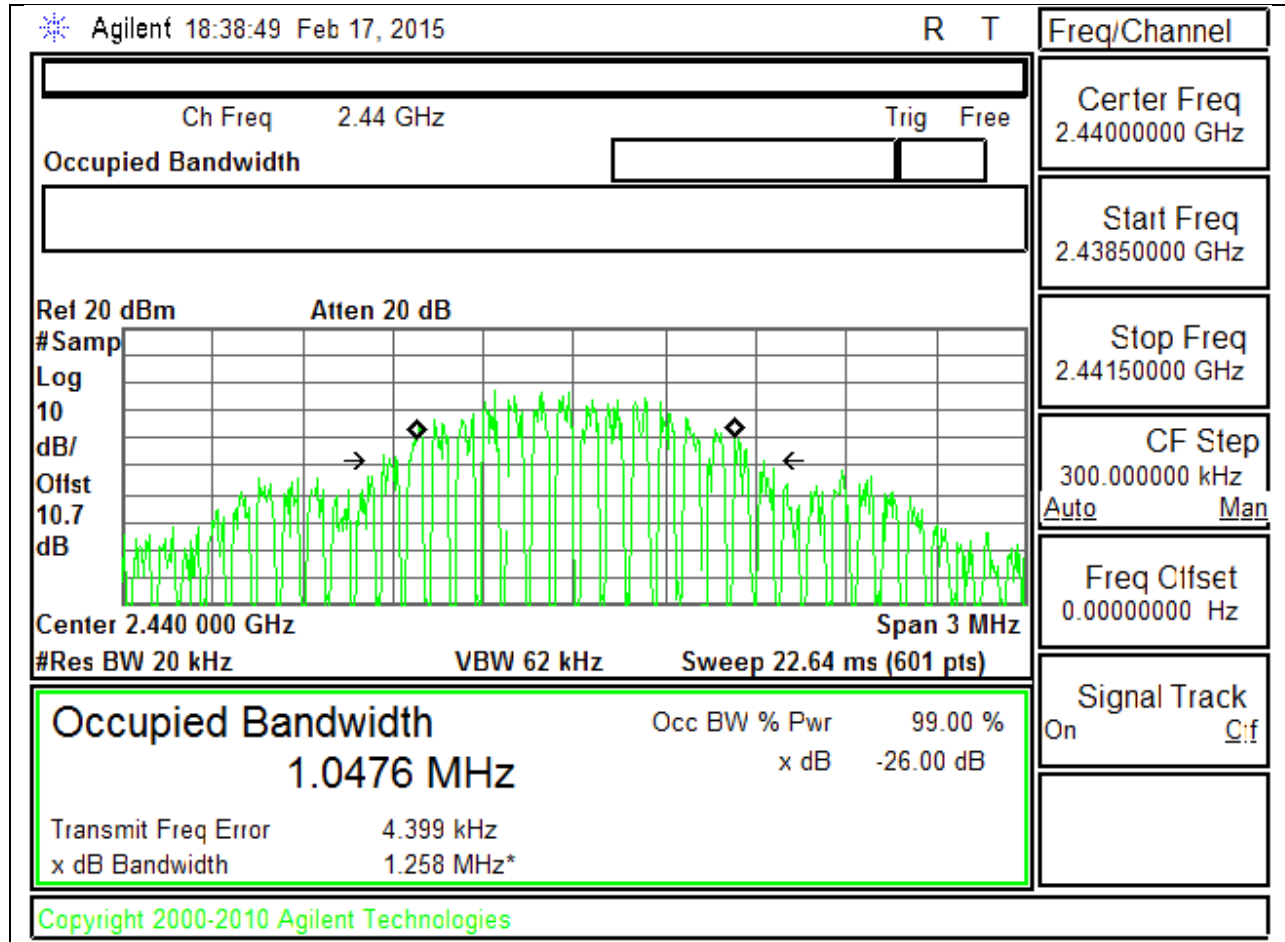 Agilent 18:38:49 Feb 17, 2015 R T
Freq/Channel
Ch Freq 2.44 GHz Trig Free
Occupied Bandwidth
Center Freq
2.44000000 GHz
Start Freq
2.43850000 GHz
Stop Freq
2.44150000 GHz
CF Step
300.000000 kHz
Auto Man
Freq Offset
0.00000000 Hz
Signal Track
On Off
Ref 20 dBm Atten 20 dB
#Samp
Log
10
dB/
Offst
10.7
dB
Center 2.440 000 GHz Span 3 MHz
#Res BW 20 kHz VBW 62 kHz Sweep 22.64 ms (601 pts)
Occupied Bandwidth Occ BW % Pwr 99.00 %
1.0476 MHz x dB -26.00 dB
Transmit Freq Error 4.399 kHz
x dB Bandwidth 1.258 MHz*
Copyright 2000-2010 Agilent Technologies